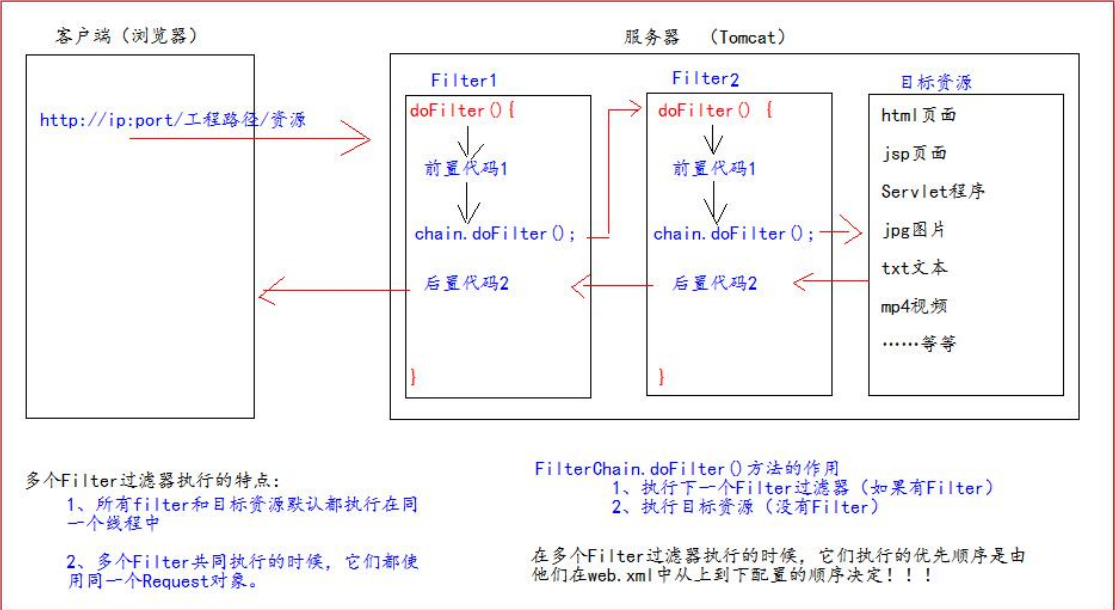 客户端（浏览器）
服务器 （Tomcat）
http://ip:port/工程路径/资源
Filter1
doFilter(){
前置代码1
chain.doFilter();
后置代码2
}
Filter2
doFilter() {
前置代码1
chain.doFilter();
后置代码2
}
目标资源
html页面
jsp页面
Servlet程序
jpg图片
txt文本
mp4视频
……等等
多个Filter过滤器执行的特点:
1、所有filter和目标资源默认都执行在同
一个线程中
2、多个Filter共同执行的时候，它们都使
用同一个Request对象。
FilterChain.doFilter()方法的作用
1、执行下一个Filter过滤器（如果有Filter）
2、执行目标资源（没有Filter）
在多个Filter过滤器执行的时候，它们执行的优先顺序是由
他们在web.xml中从上到下配置的顺序决定！！！